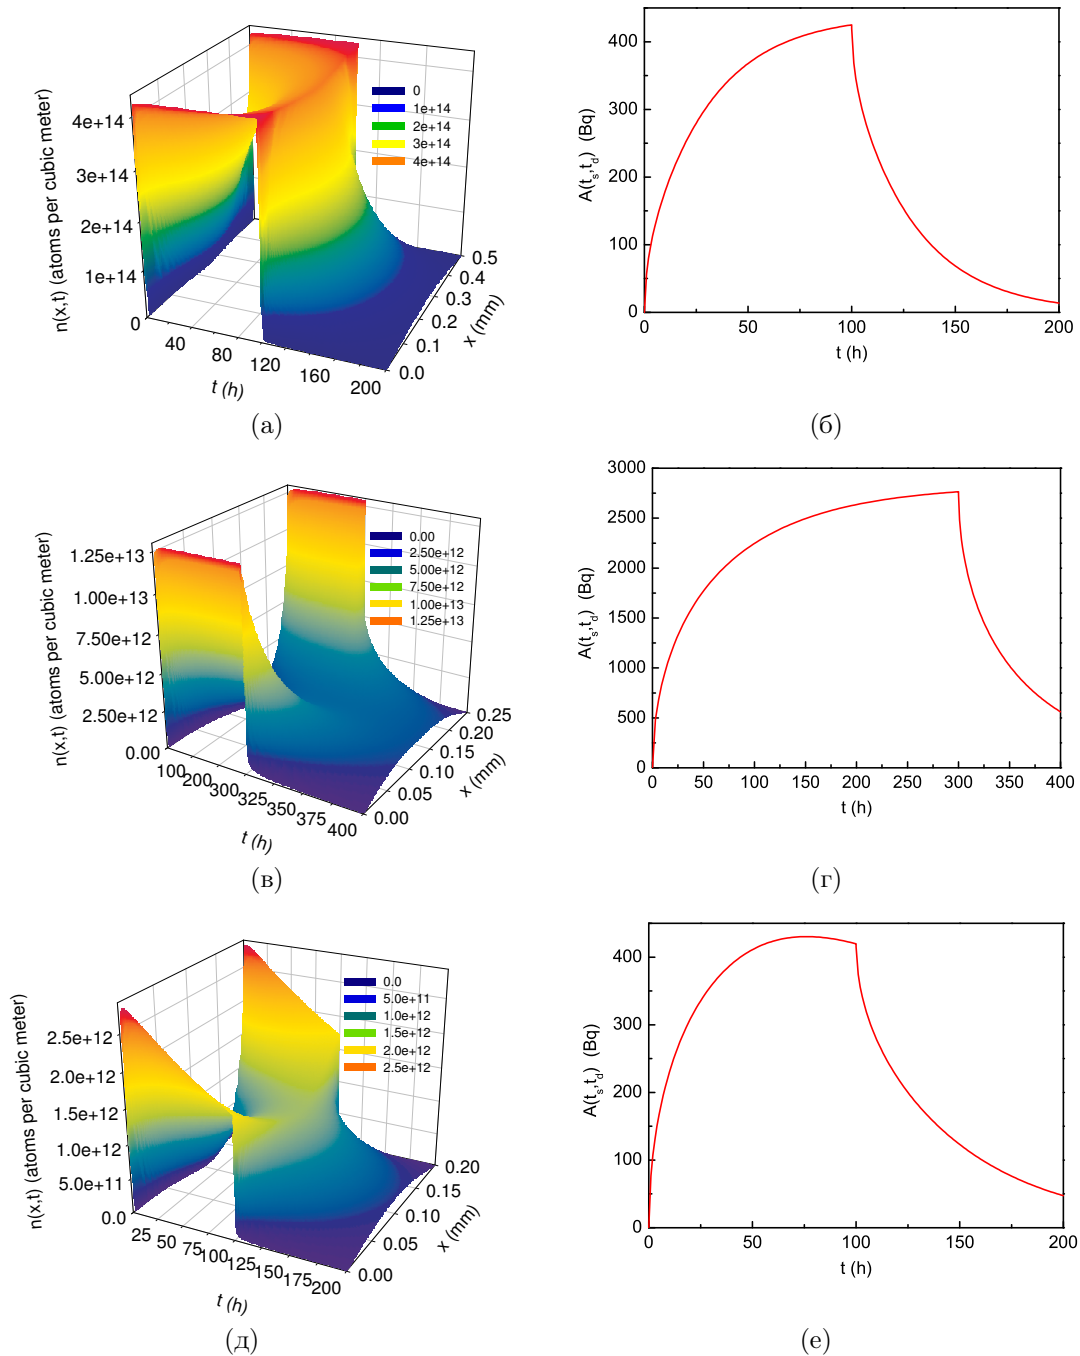 n(x,t) (atoms per cubic meter)
4e+14
3e+14
2e+14
1e+14
0
40
80
120
160
200
t (h)
0.0
0.1
0.2
0.3
0.4
0.5
x (mm)
0
1e+14
2e+14
3e+14
4e+14
(а)
A(ts,td) (Bq)
400
300
200
100
0
0 50 100 150 200
t (h)
(б)
n(x,t) (atoms per cubic meter)
1.25e+13
1.00e+13
7.50e+12
5.00e+12
2.50e+12
0.00
100
200
300
325
350
375
400
t (h)
0.00
0.05
0.10
0.15
0.20
0.25
x (mm)
0.00
2.50e+12
5.00e+12
7.50e+12
1.00e+13
1.25e+13
(в)
A(ts,td) (Bq)
3000
2500
2000
1500
1000
500
0
0 50 100 150 200 250 300 350 400
t (h)
(г)
n(x,t) (atoms per cubic meter)
2.5e+12
2.0e+12
1.5e+12
1.0e+12
5.0e+11
0.0
25
50
75
100
125
150
175
200
t (h)
0.00
0.05
0.10
0.15
0.20
x (mm)
0.0
5.0e+11
1.0e+12
1.5e+12
2.0e+12
2.5e+12
(д)
A(ts,td) (Bq)
400
300
200
100
0
0 50 100 150 200
t (h)
(е)